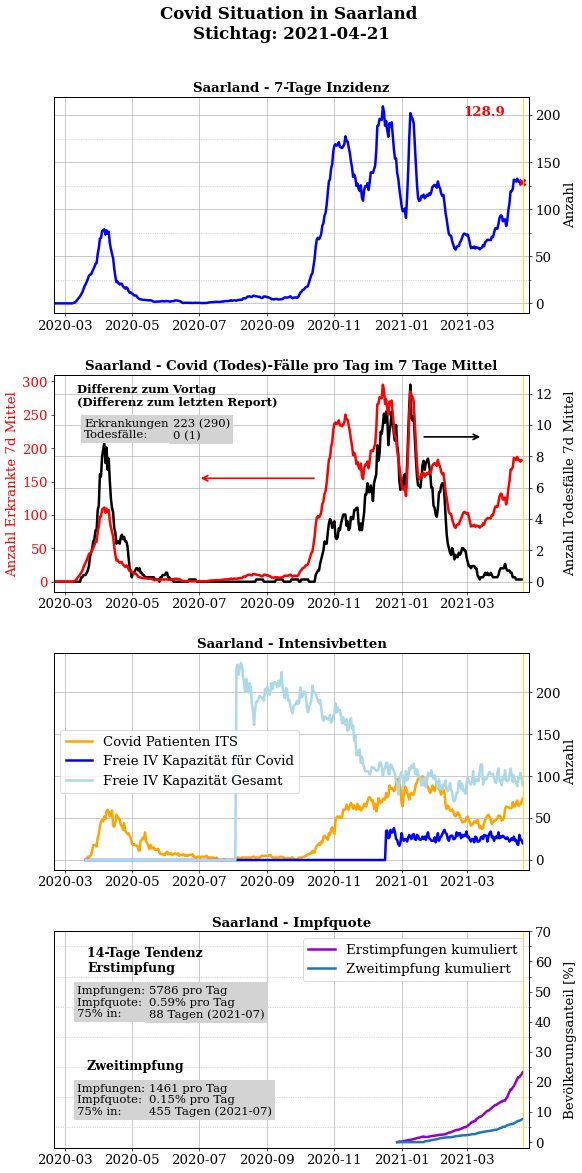 Covid Situation in Saarland
Stichtag: 2021-04-21
Saarland - 7-Tage Inzidenz
128.9
200
150
100
50
0
Anzahl
2020-03 2020-05 2020-07 2020-09 2020-11 2021-01 2021-03
Saarland - Covid (Todes)-Fälle pro Tag im 7 Tage Mittel
Anzahl Erkrankte 7d Mittel
300
250
200
150
100
50
0
Differenz zum Vortag
(Differenz zum letzten Report)
Erkrankungen 223 (290)
Todesfälle: 0 (1)
12
10
8
6
4
2
0
Anzahl Todesfälle 7d Mittel
2020-03 2020-05 2020-07 2020-09 2020-11 2021-01 2021-03
Saarland - Intensivbetten
Covid Patienten ITS
Freie IV Kapazität für Covid
Freie IV Kapazität Gesamt
200
150
100
50
0
Anzahl
2020-03 2020-05 2020-07 2020-09 2020-11 2021-01 2021-03
Saarland - Impfquote
14-Tage Tendenz
Erstimpfung
Impfungen: 5786 pro Tag
Impfquote: 0.59% pro Tag
75% in: 88 Tagen (2021-07)
Zweitimpfung
Impfungen: 1461 pro Tag
Impfquote: 0.15% pro Tag
75% in: 455 Tagen (2021-07)
Erstimpfungen kumuliert
Zweitimpfung kumuliert
70
60
50
40
30
20
10
0
Bevölkerungsanteil [%]
2020-03 2020-05 2020-07 2020-09 2020-11 2021-01 2021-03